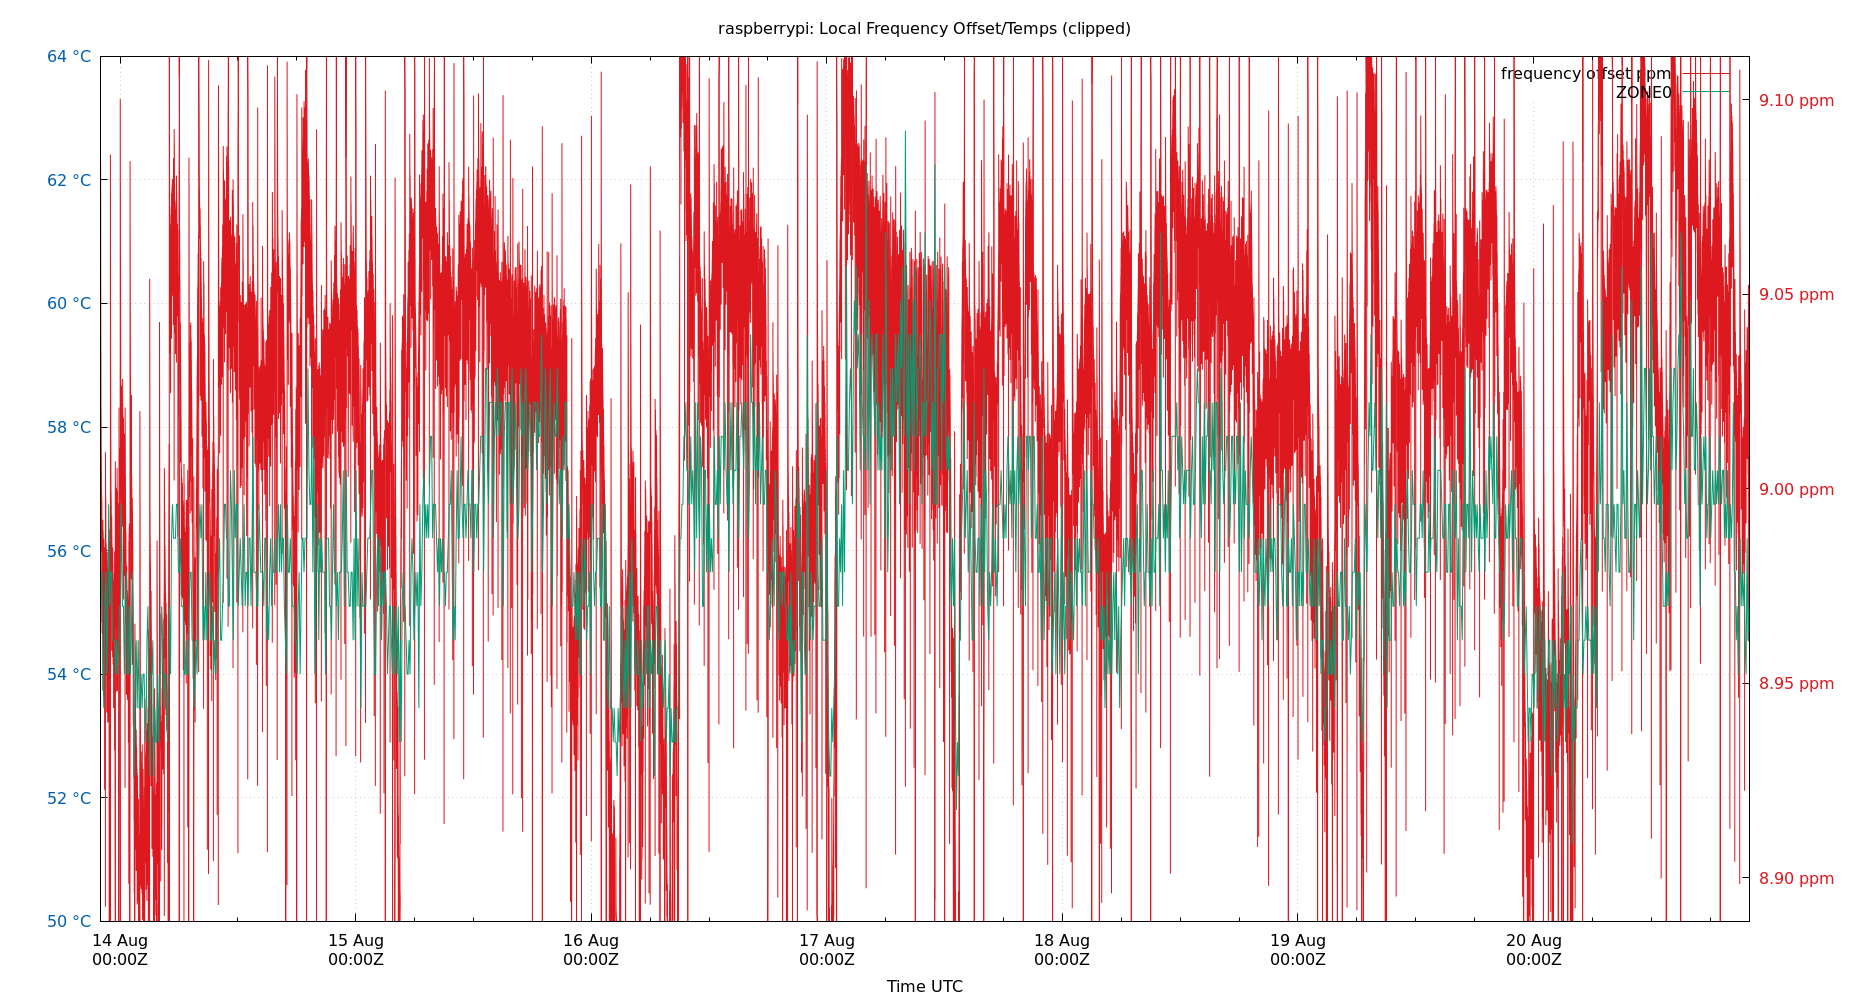 raspberrypi: Local Frequency Offset/Temps (clipped)
64 °C
62 °C
60 °C
58 °C
56 °C
54 °C
52 °C
50 °C
frequency offset ppm
ZONE0
9.10 ppm
9.05 ppm
9.00 ppm
8.95 ppm
8.90 ppm
14 Aug
00:00Z
15 Aug
00:00Z
16 Aug
00:00Z
17 Aug
00:00Z
18 Aug
00:00Z
19 Aug
00:00Z
20 Aug
00:00Z
Time UTC